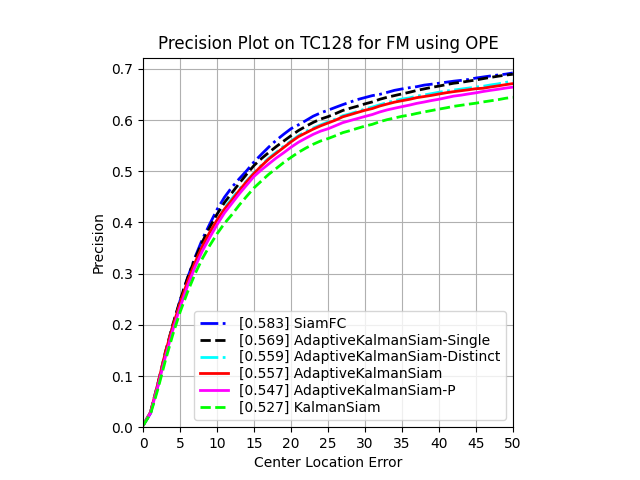 Precision Plot on TC128 for FM using OPE
0.7
0.6
0.5
0.4
0.3
0.2
0.1
0.0
Precision
[0.583] SiamFC
[0.569] AdaptiveKalmanSiam-Single
[0.559] AdaptiveKalmanSiam-Distinct
[0.557] AdaptiveKalmanSiam
[0.547] AdaptiveKalmanSiam-P
[0.527] KalmanSiam
0 5 10 15 20 25 30 35 40 45 50
Center Location Error